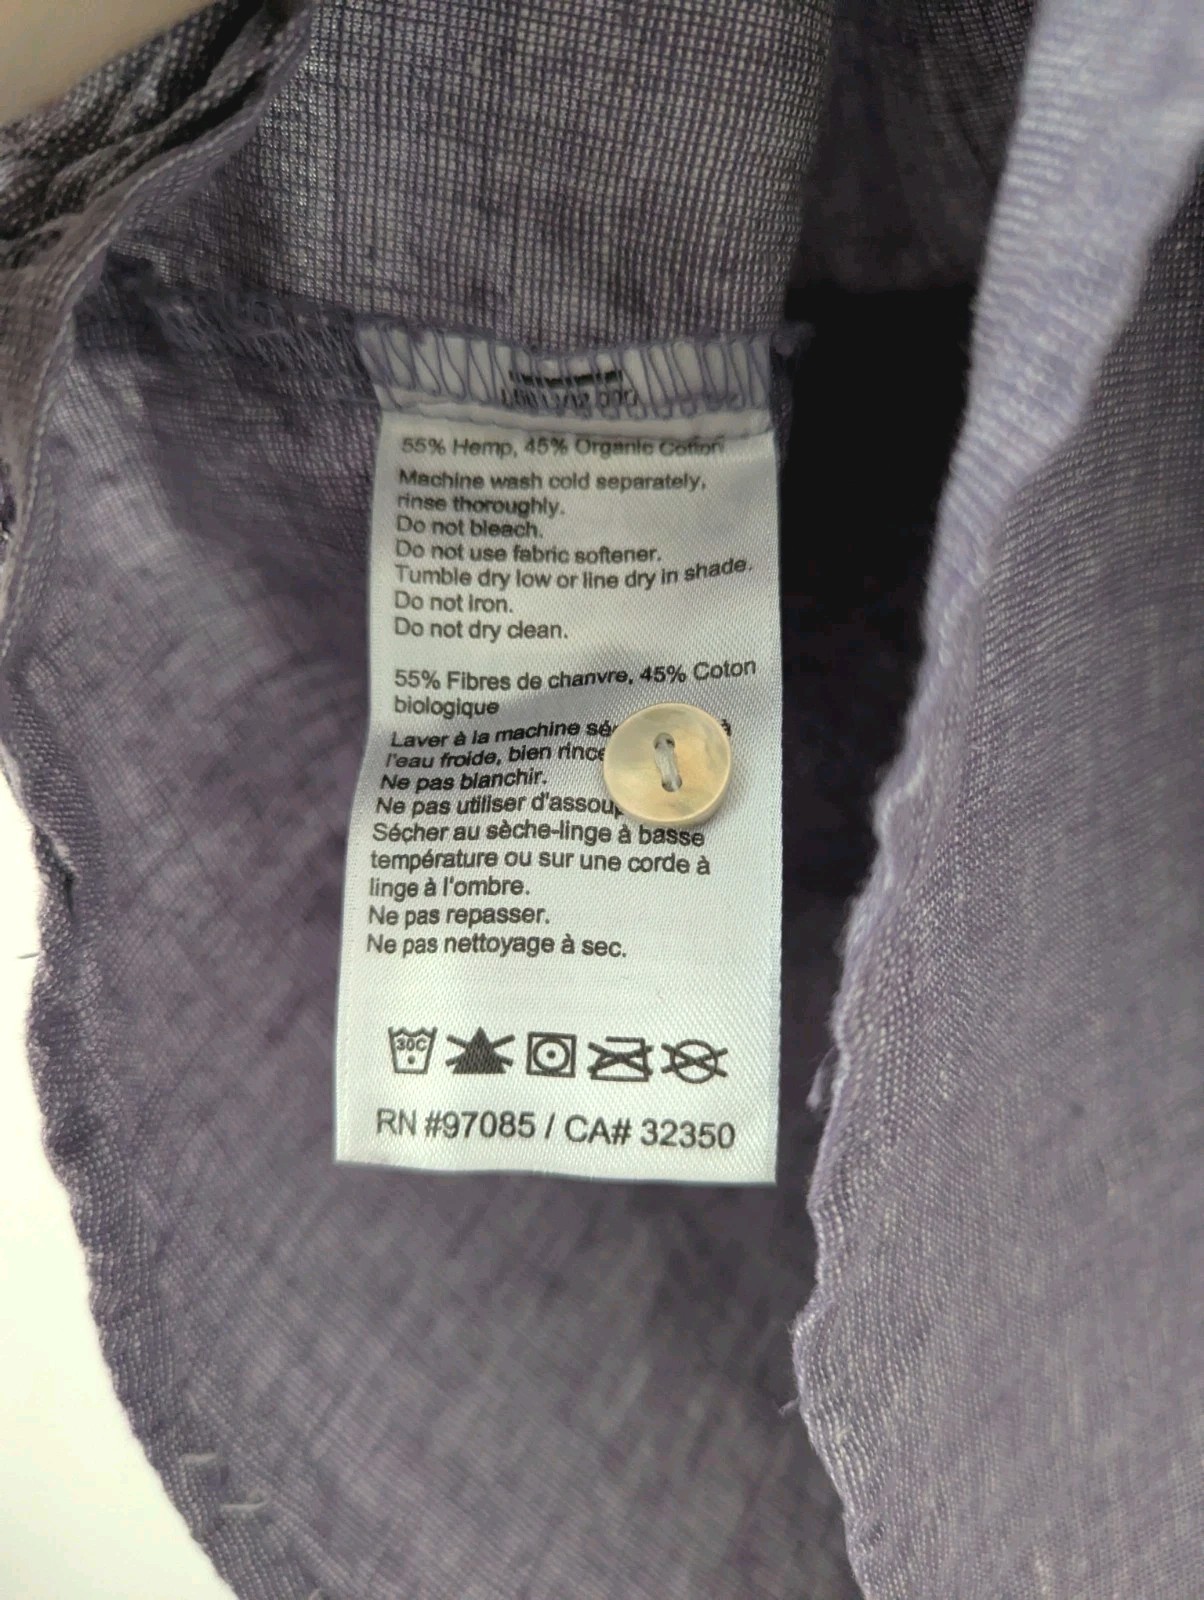 55% Hemp, 45% Organic Cotton
Machine wash cold separately,
rinse thoroughly.
Do not bleach.
Do not use fabric softener.
Tumble dry low or line dry in shade.
Do not iron.
Do not dry clean.
55% Fibres de chanvre, 45% Coton
biologique
Laver à la machine à
l'eau froide, bien
Ne pas blanchir.
Ne pas utiliser
Sécher au sèche-linge à basse
température ou sur une corde à
linge à l'ombre.
Ne pas repasser.
Ne pas nettoyage à sec.
30C
RN #97085 / CA# 32350